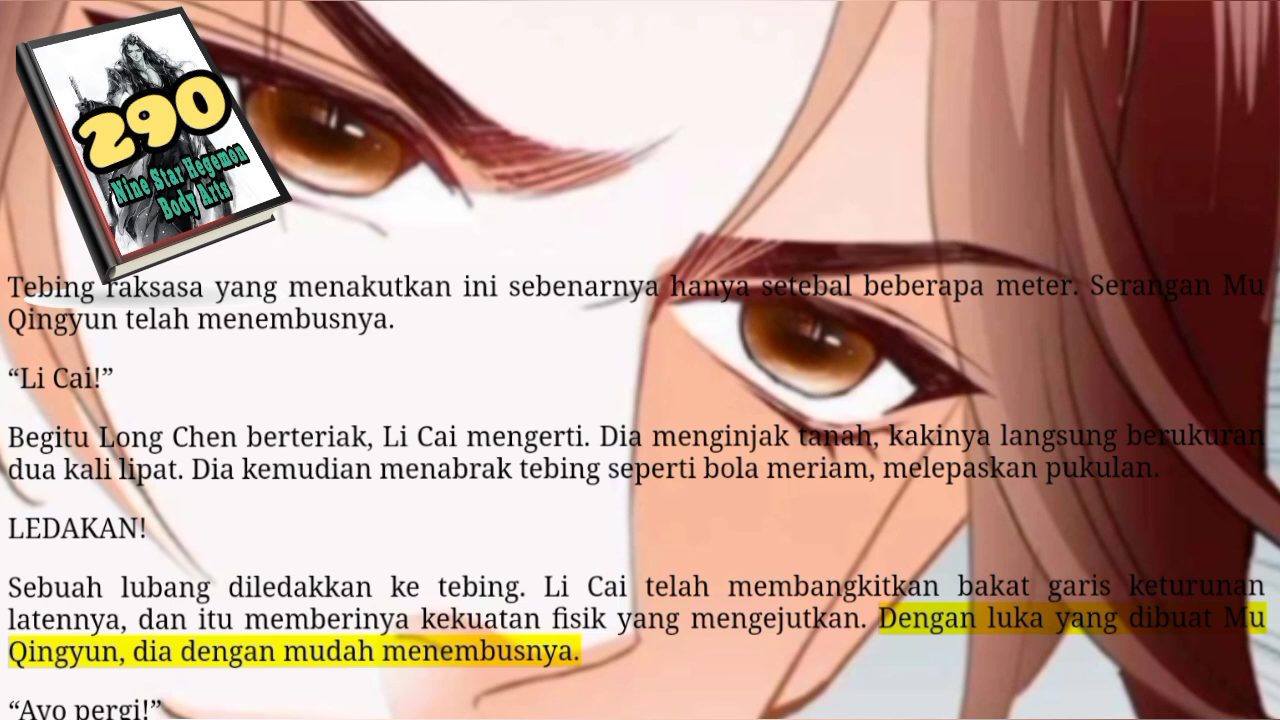 290
Nine Star Hegemon
Body Arts
Tebing raksasa yang menakutkan ini sebenarnya hanya setebal beberapa meter. Serangan Mu
Qingyun telah menembusnya.
“Li Cai!”
Begitu Long Chen berteriak, Li Cai mengerti. Dia menginjak tanah, kakinya langsung berukuran
dua kali lipat. Dia kemudian menabrak tebing seperti bola meriam, melepaskan pukulan.
LEDAKAN!
Sebuah lubang diledakkan ke tebing. Li Cai telah membangkitkan bakat garis keturunan
latennya, dan itu memberinya kekuatan fisik yang mengejutkan. Dengan luka yang dibuat Mu
Qingyun, dia dengan mudah menembusnya.
“Ayo pergi!”